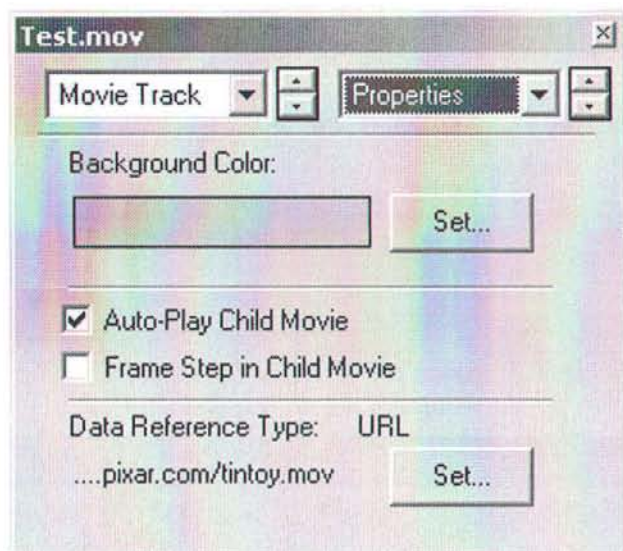 Test.mov
Movie Track Properties
Background Color:
Set...
Auto-Play Child Movie
Frame Step in Child Movie
Data Reference Type: URL
....pixar.com/tintoy.mov Set...